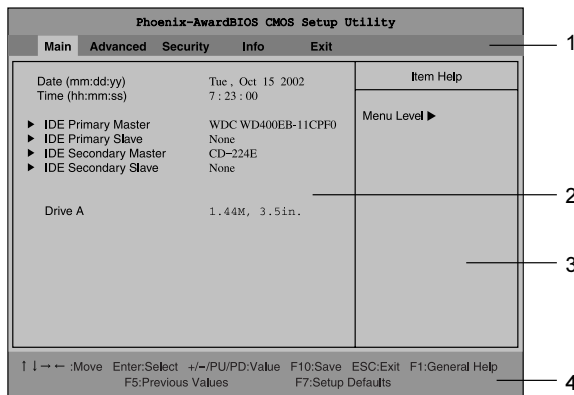 Phoenix-AwardBIOS CMOS Setup Utility
Main Advanced Security Info Exit
1
Date (mm:dd:yy) Tue , Oct 15 2002
Time (hh:mm:ss) 7 : 23 : 00
Item Help
Menu Level ▶
▶ IDE Primary Master WDC WD400EB-11CPF0
▶ IDE Primary Slave None
▶ IDE Secondary Master CD-224E
▶ IDE Secondary Slave None
2
Drive A 1.44M, 3.5in.
3
↑↓→← :Move Enter:Select +/–/PU/PD:Value F10:Save ESC:Exit F1:General Help
F5:Previous Values F7:Setup Defaults
4